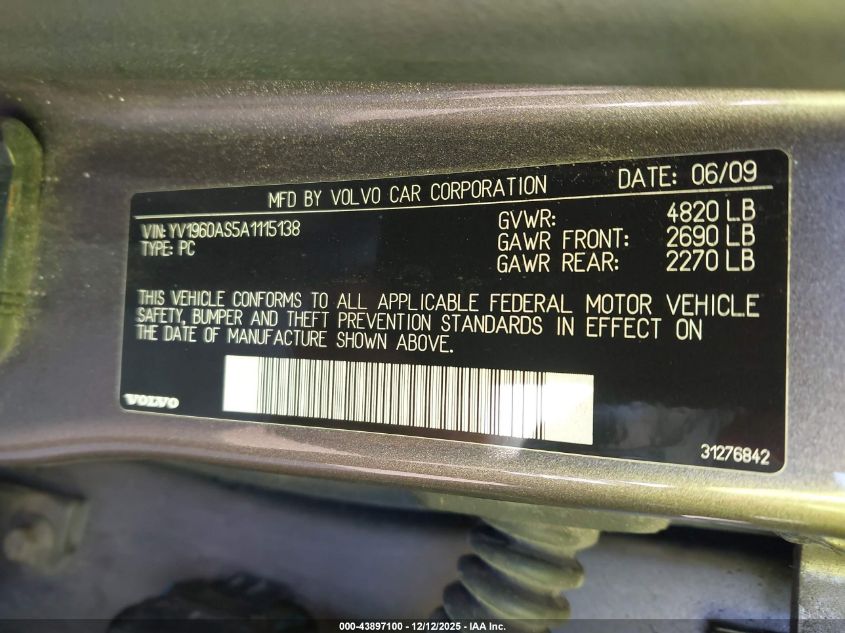 MFD BY VOLVO CAR CORPORATION DATE: 06/09
VIN: YV1960AS5A1115138
TYPE: PC
GVWR: 4820 LB
GAWR FRONT: 2690 LB
GAWR REAR: 2270 LB
THIS VEHICLE CONFORMS TO ALL APPLICABLE FEDERAL MOTOR VEHICLE
SAFETY, BUMPER AND THEFT PREVENTION STANDARDS IN EFFECT ON
THE DATE OF MANUFACTURE SHOWN ABOVE.
VOLVO
31276842
000-43897100 - 12/12/2025 - IAA Inc.